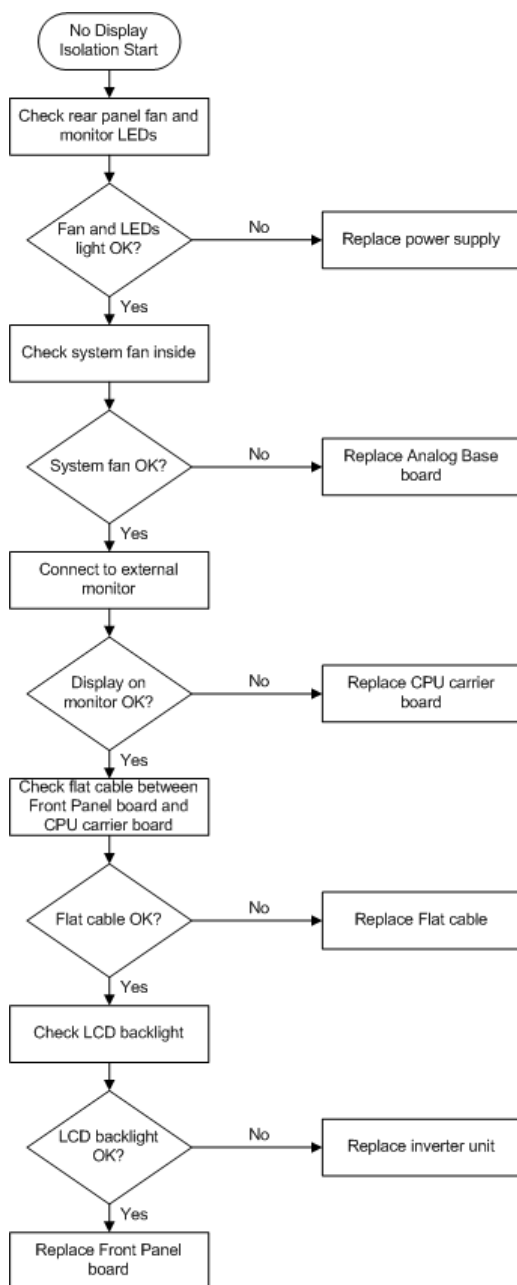 No Display
Isolation Start
Check rear panel fan and
monitor LEDs
Fan and LEDs
light OK?
No
Replace power supply
Yes
Check system fan inside
System fan OK?
No
Replace Analog Base
board
Yes
Connect to external
monitor
Display on
monitor OK?
No
Replace CPU carrier
board
Yes
Check flat cable between
Front Panel board and
CPU carrier board
Flat cable OK?
No
Replace Flat cable
Yes
Check LCD backlight
LCD backlight
OK?
No
Replace inverter unit
Yes
Replace Front Panel
board